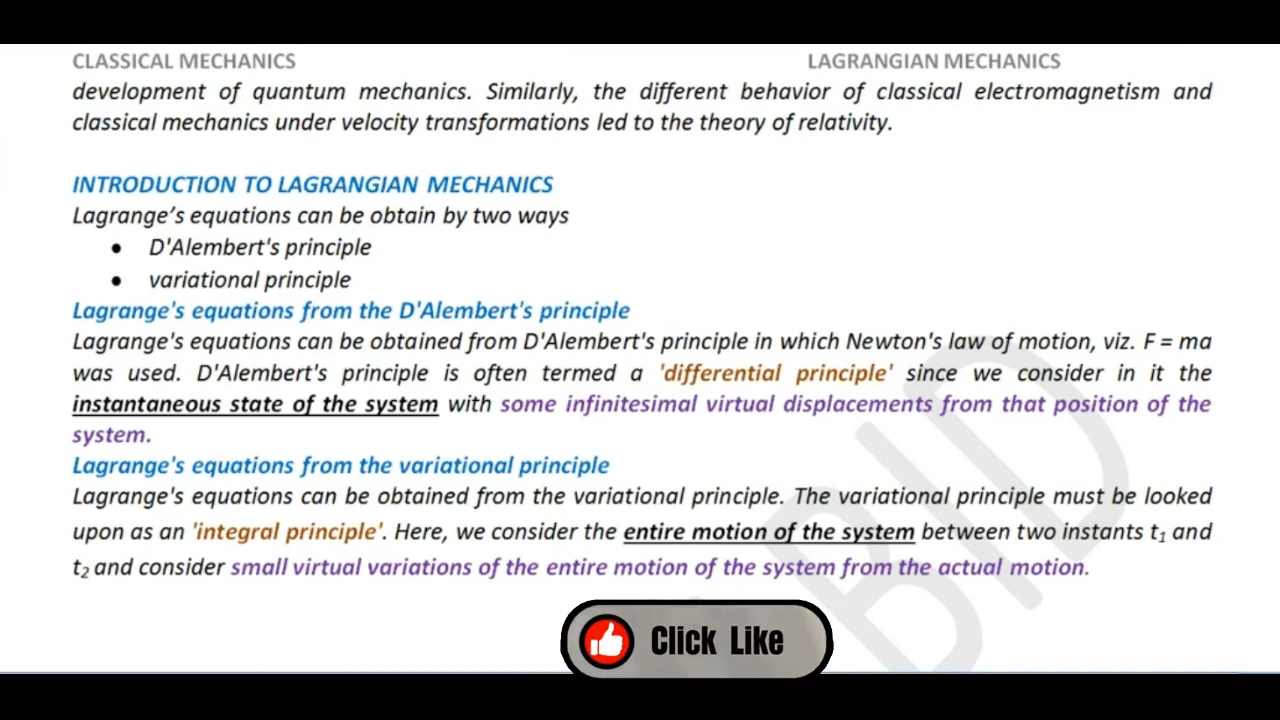 CLASSICAL MECHANICS LAGRANGIAN MECHANICS
development of quantum mechanics. Similarly, the different behavior of classical electromagnetism and
classical mechanics under velocity transformations led to the theory of relativity.
INTRODUCTION TO LAGRANGIAN MECHANICS
Lagrange's equations can be obtain by two ways
• D'Alembert's principle
• variational principle
Lagrange's equations from the D'Alembert's principle
Lagrange's equations can be obtained from D'Alembert's principle in which Newton's law of motion, viz. F = ma
was used. D'Alembert's principle is often termed a 'differential principle' since we consider in it the
instantaneous state of the system with some infinitesimal virtual displacements from that position of the
system.
Lagrange's equations from the variational principle
Lagrange's equations can be obtained from the variational principle. The variational principle must be looked
upon as an 'integral principle'. Here, we consider the entire motion of the system between two instants t₁ and
t₂ and consider small virtual variations of the entire motion of the system from the actual motion.
Click Like